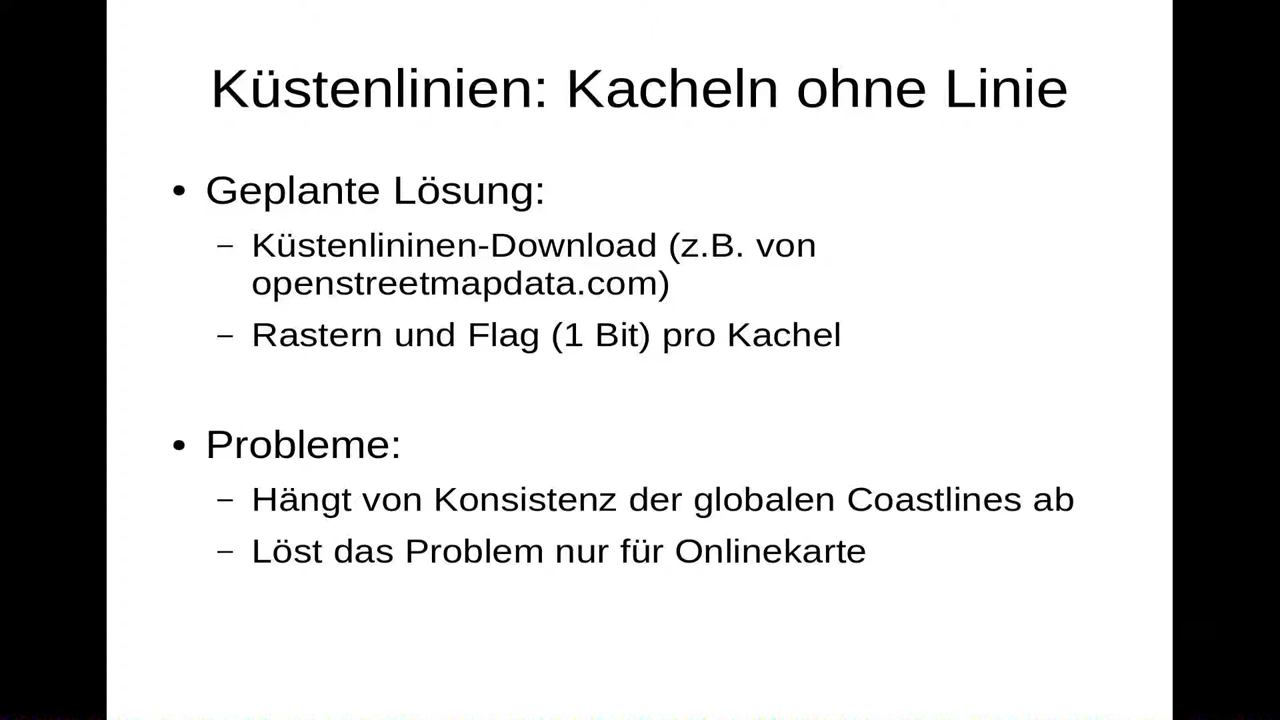 Küstenlinien: Kacheln ohne Linie
• Geplante Lösung:
– Küstenlininen-Download (z.B. von
openstreetmapdata.com)
– Rastern und Flag (1 Bit) pro Kachel
• Probleme:
– Hängt von Konsistenz der globalen Coastlines ab
– Löst das Problem nur für Onlinekarte